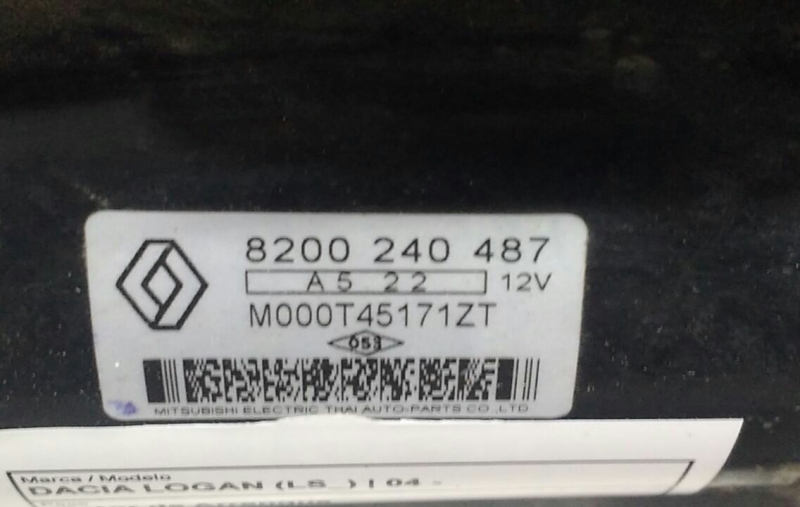 8200 240 487
A5 22 12V
M000T45171ZT
053
MITSUBISHI ELECTRIC THAI AUTO-PARTS CO.,LTD
Marca / Modelo
DACIA LOGAN (LS_) | 04 -